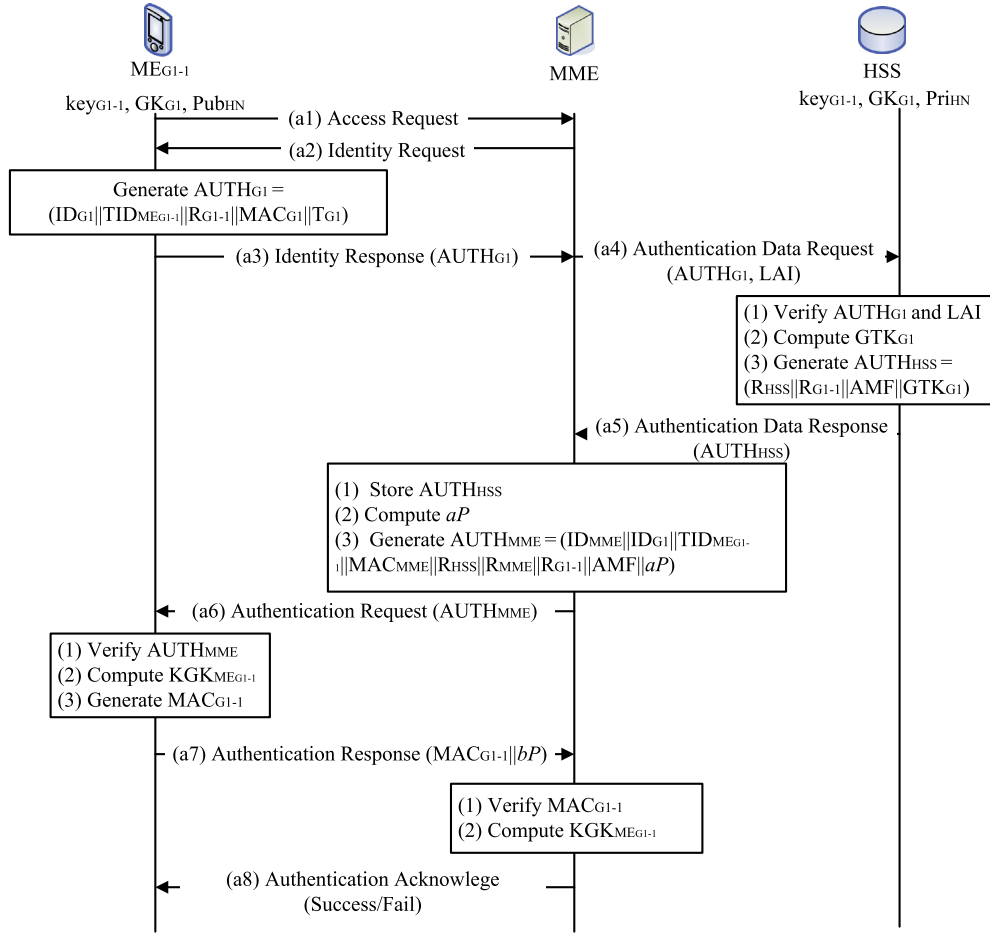 MEG1-1
MME
HSS
keyG1-1, GKG1, PubHN
keyG1-1, GKG1, PriHN
(a1) Access Request
(a2) Identity Request
Generate AUTHG1 =
(IDG1||TIDMEG1-1||RG1-1||MACG1||TG1)
(a3) Identity Response (AUTHG1)
(a4) Authentication Data Request
(AUTHG1, LAI)
(1) Verify AUTHG1 and LAI
(2) Compute GTKG1
(3) Generate AUTHHSS =
(RHSS||RG1-1||AMF||GTKG1)
(a5) Authentication Data Response
(AUTHHSS)
(1) Store AUTHHSS
(2) Compute aP
(3) Generate AUTHMME = (IDMME||IDG1||TIDMEG1-
1||MACMME||RHSS||RMME||RG1-1||AMF||aP)
(a6) Authentication Request (AUTHMME)
(1) Verify AUTHMME
(2) Compute KGKMEG1-1
(3) Generate MACG1-1
(a7) Authentication Response (MACG1-1||bP)
(1) Verify MACG1-1
(2) Compute KGKMEG1-1
(a8) Authentication Acknowlege
(Success/Fail)